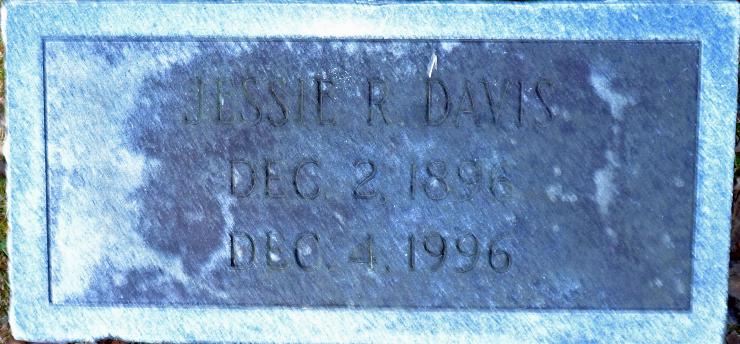 JESSIE R. DAVIS
DEC. 2, 1896
DEC. 4, 1996